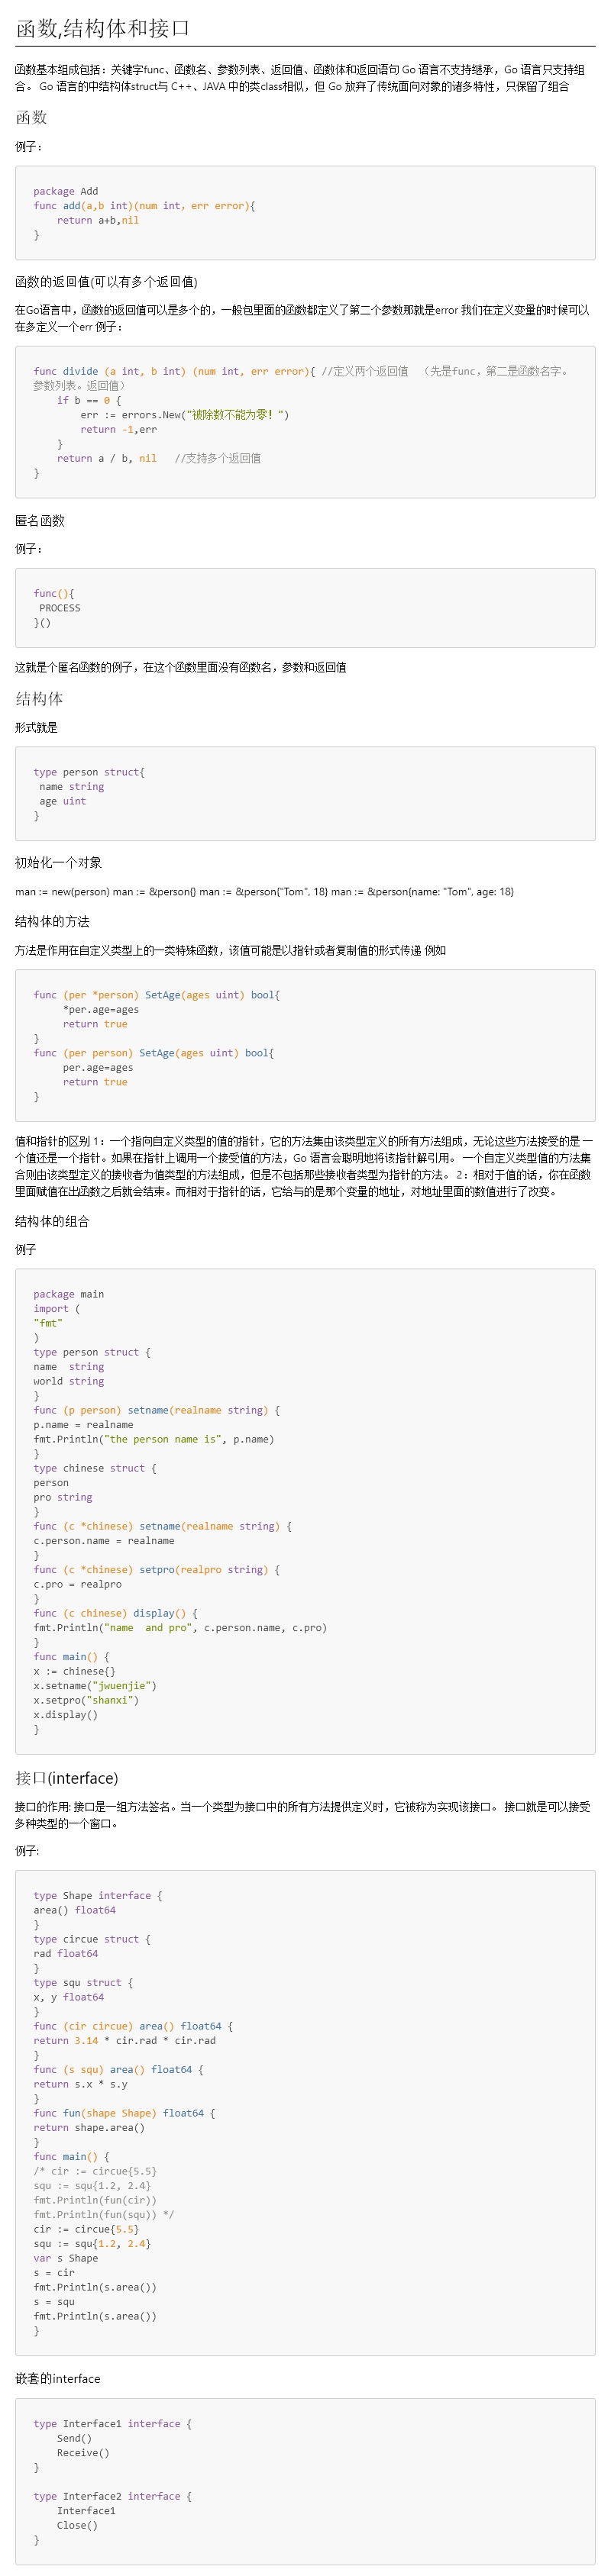 函数,结构体和接口
函数基本组成包括：关键字func、函数名、参数列表、返回值、函数体和返回语句 Go 语言不支持继承，Go 语言只支持组
合。 Go 语言的中结构体struct与 C++、JAVA 中的类class相似，但 Go 放弃了传统面向对象的诸多特性，只保留了组合
函数
例子：
package Add
func add(a,b int)(num int，err error){
    return a+b,nil
}
函数的返回值(可以有多个返回值)
在Go语言中，函数的返回值可以是多个的，一般包里面的函数都定义了第二个参数那就是error 我们在定义变量的时候可以
在多定义一个err 例子：
func divide (a int, b int) (num int, err error){ //定义两个返回值  （先是func，第二是函数名字。
参数列表。返回值）
    if b == 0 {
        err := errors.New("被除数不能为零！")
        return -1,err
    }
    return a / b, nil   //支持多个返回值
}
匿名函数
例子：
func(){
 PROCESS
}()
这就是个匿名函数的例子，在这个函数里面没有函数名，参数和返回值
结构体
形式就是
type person struct{
 name string
 age uint
}
初始化一个对象
man := new(person) man := &person{} man := &person{"Tom", 18} man := &person{name: "Tom", age: 18}
结构体的方法
方法是作用在自定义类型上的一类特殊函数，该值可能是以指针或者复制值的形式传递 例如
func (per *person) SetAge(ages uint) bool{
     *per.age=ages
     return true
}
func (per person) SetAge(ages uint) bool{
     per.age=ages
     return true
}
值和指针的区别 1：一个指向自定义类型的值的指针，它的方法集由该类型定义的所有方法组成，无论这些方法接受的是 一
个值还是一个指针。如果在指针上调用一个接受值的方法，Go 语言会聪明地将该指针解引用。 一个自定义类型值的方法集
合则由该类型定义的接收者为值类型的方法组成，但是不包括那些接收者类型为指针的方法。 2：相对于值的话，你在函数
里面赋值在出函数之后就会结束。而相对于指针的话，它给与的是那个变量的地址，对地址里面的数值进行了改变。
结构体的组合
例子
package main
import (
"fmt"
)
type person struct {
name  string
world string
}
func (p person) setname(realname string) {
p.name = realname
fmt.Println("the person name is", p.name)
}
type chinese struct {
person
pro string
}
func (c *chinese) setname(realname string) {
c.person.name = realname
}
func (c *chinese) setpro(realpro string) {
c.pro = realpro
}
func (c chinese) display() {
fmt.Println("name  and pro", c.person.name, c.pro)
}
func main() {
x := chinese{}
x.setname("jwuenjie")
x.setpro("shanxi")
x.display()
}
接口(interface)
接口的作用: 接口是一组方法签名。当一个类型为接口中的所有方法提供定义时，它被称为实现该接口。 接口就是可以接受
多种类型的一个窗口。
例子:
type Shape interface {
area() float64
}
type circue struct {
rad float64
}
type squ struct {
x, y float64
}
func (cir circue) area() float64 {
return 3.14 * cir.rad * cir.rad
}
func (s squ) area() float64 {
return s.x * s.y
}
func fun(shape Shape) float64 {
return shape.area()
}
func main() {
/* cir := circue{5.5}
squ := squ{1.2, 2.4}
fmt.Println(fun(cir))
fmt.Println(fun(squ)) */
cir := circue{5.5}
squ := squ{1.2, 2.4}
var s Shape
s = cir
fmt.Println(s.area())
s = squ
fmt.Println(s.area())
}
嵌套的interface
type Interface1 interface {
    Send()
    Receive()
}
type Interface2 interface {
    Interface1
    Close()
}